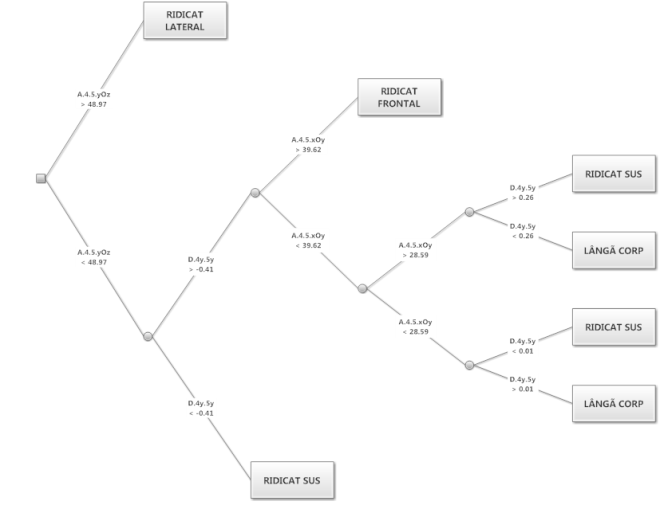 RIDICAT
LATERAL
A.4.5.yOz
> 48.97
RIDICAT
FRONTAL
A.4.5.xOy
> 39.62
RIDICAT SUS
D.4y.5y
> 0.26
D.4y.5y
< 0.26
A.4.5.xOy
< 39.62
A.4.5.xOy
> 28.59
LÂNGĂ CORP
A.4.5.yOz
< 48.97
D.4y.5y
> -0.41
A.4.5.xOy
< 28.59
RIDICAT SUS
D.4y.5y
< 0.01
D.4y.5y
> 0.01
LÂNGĂ CORP
D.4y.5y
< -0.41
RIDICAT SUS